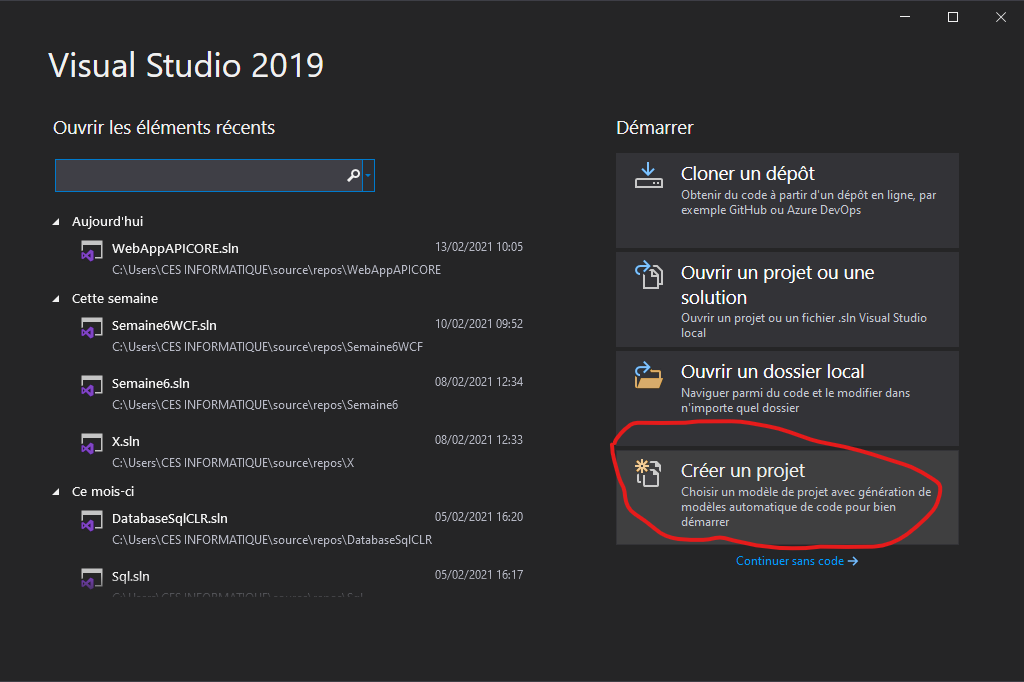 Visual Studio 2019
Ouvrir les éléments récents
Aujourd'hui
WebAppAPICORE.sln 13/02/2021 10:05
C:\Users\CES INFORMATIQUE\source\repos\WebAppAPICORE
Cette semaine
Semaine6WCF.sln 10/02/2021 09:52
C:\Users\CES INFORMATIQUE\source\repos\Semaine6WCF
Semaine6.sln 08/02/2021 12:34
C:\Users\CES INFORMATIQUE\source\repos\Semaine6
X.sln 08/02/2021 12:33
C:\Users\CES INFORMATIQUE\source\repos\X
Ce mois-ci
DatabaseSqlCLR.sln 05/02/2021 16:20
C:\Users\CES INFORMATIQUE\source\repos\DatabaseSqlCLR
Sql.sln 05/02/2021 16:17
C:\Users\CES INFORMATIQUE\source\repos\Sql
Démarrer
Cloner un dépôt
Obtenir du code à partir d'un dépôt en ligne, par
exemple GitHub ou Azure DevOps
Ouvrir un projet ou une
solution
Ouvrir un projet ou un fichier .sln Visual Studio
local
Ouvrir un dossier local
Naviguer parmi du code et le modifier dans
n'importe quel dossier
Créer un projet
Choisir un modèle de projet avec génération de
modèles automatique de code pour bien
démarrer
Continuer sans code →